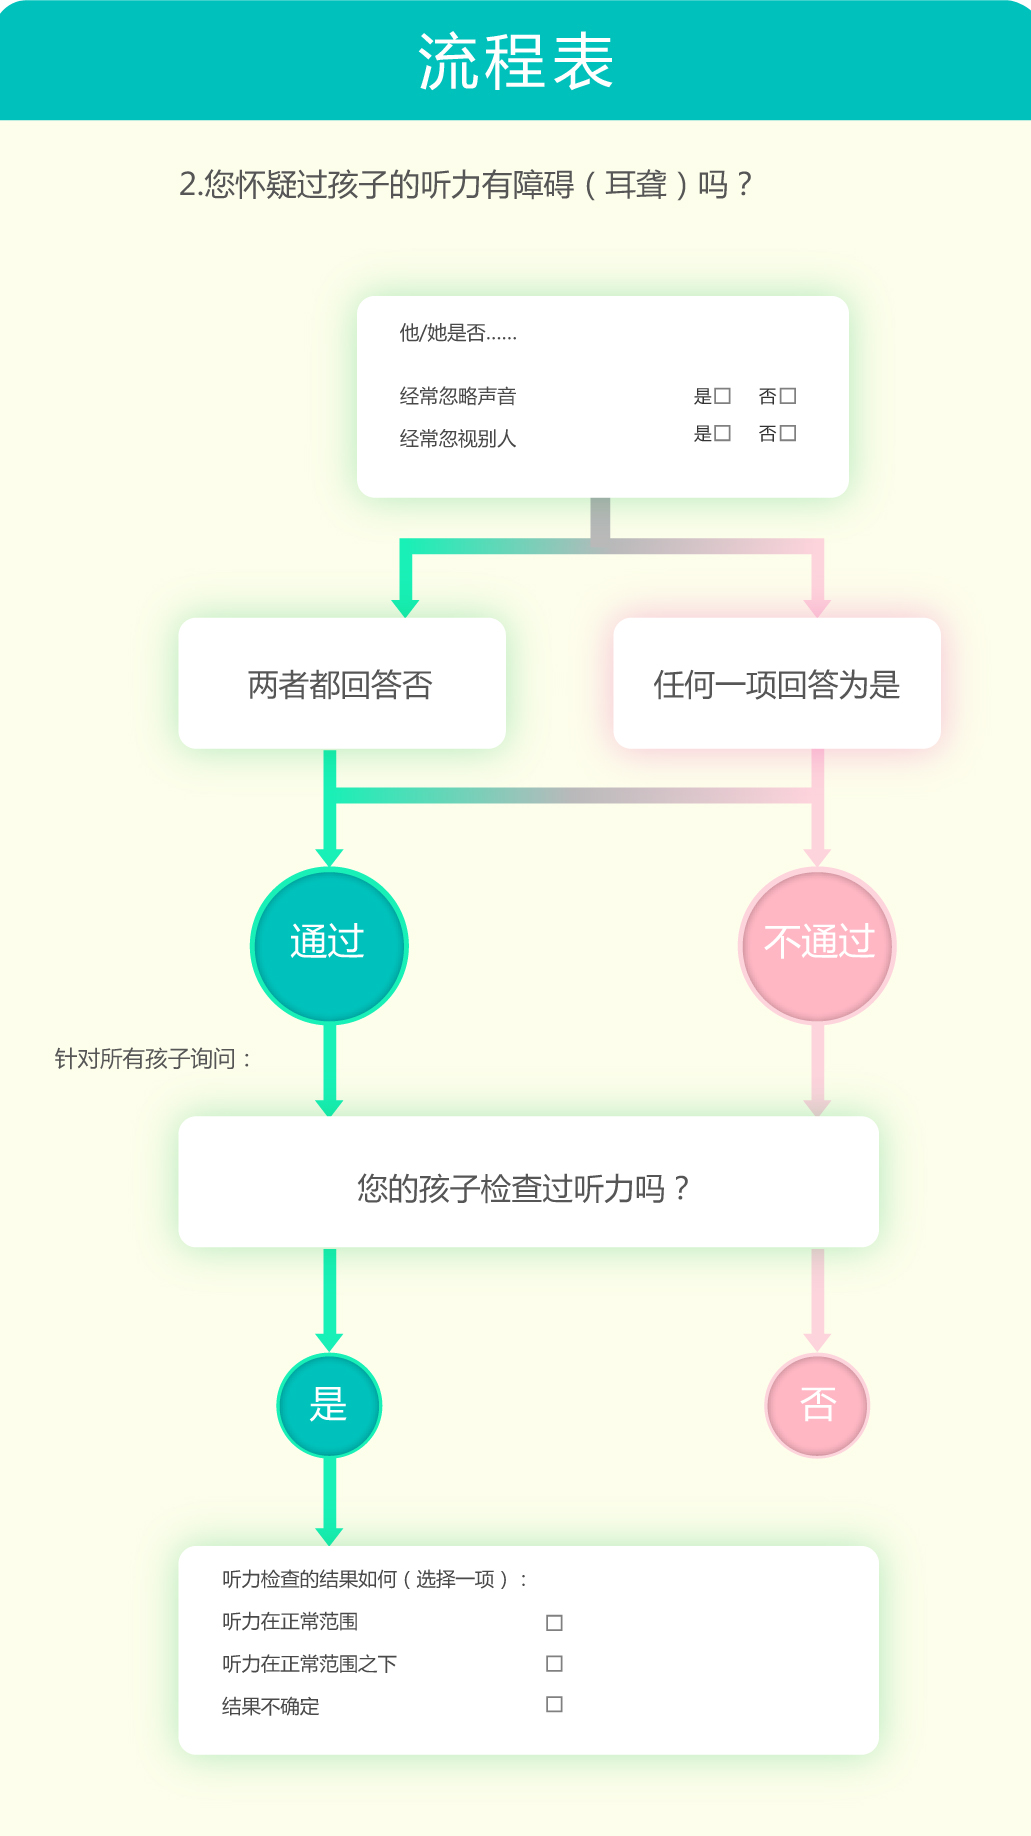 流程表
2.您怀疑过孩子的听力有障碍（耳聋）吗？
他/她是否......
经常忽略声音 是□ 否□
经常忽视别人 是□ 否□
两者都回答否 任何一项回答为是
通过 不通过
针对所有孩子询问：
您的孩子检查过听力吗？
是 否
听力检查的结果如何（选择一项）：
听力在正常范围 □
听力在正常范围之下 □
结果不确定 □